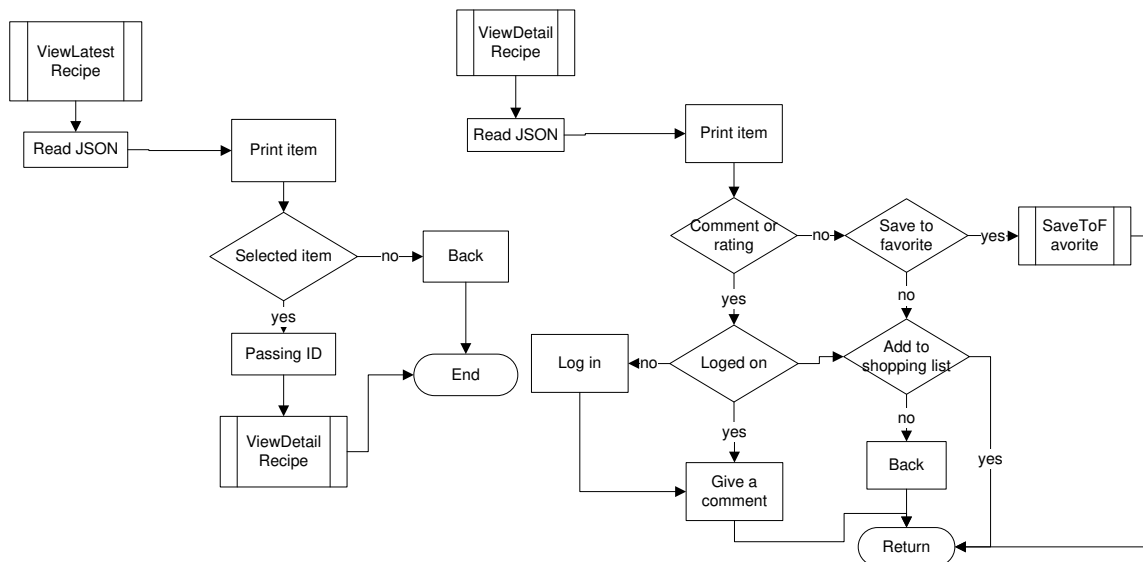 ViewLatest
Recipe
Read JSON
Print item
Selected item
no
Back
yes
Passing ID
End
ViewDetail
Recipe
ViewDetail
Recipe
Read JSON
Print item
Comment or
rating
no
Save to
favorite
yes
SaveToF
avorite
yes
no
Log in
no
Loged on
Add to
shopping list
yes
no
yes
Give a
comment
Back
Return